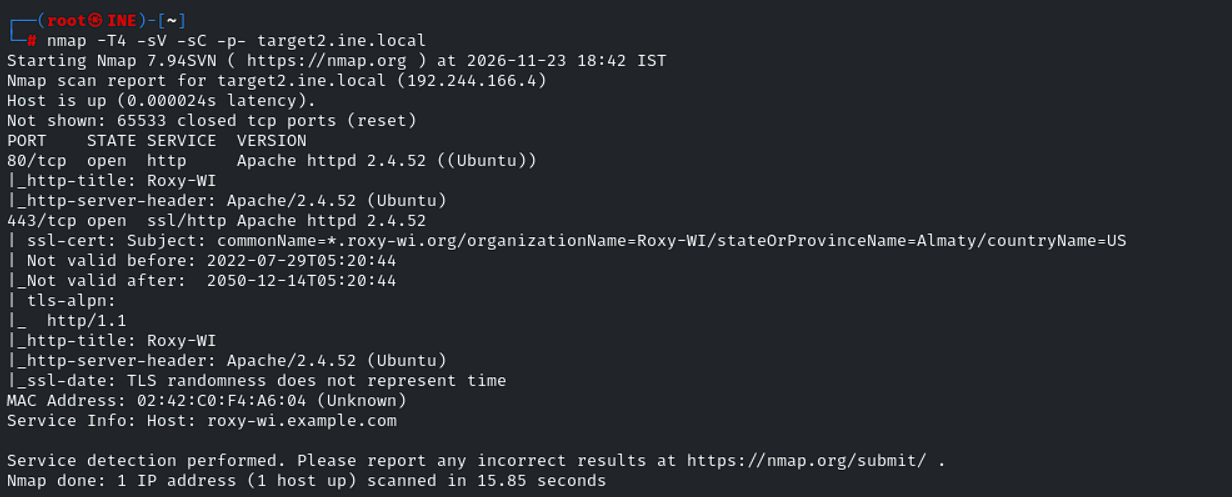 ┌──(root㉿INE)-[~]
└─# nmap -T4 -sV -sC -p- target2.ine.local
Starting Nmap 7.94SVN ( https://nmap.org ) at 2026-11-23 18:42 IST
Nmap scan report for target2.ine.local (192.244.166.4)
Host is up (0.000024s latency).
Not shown: 65533 closed tcp ports (reset)
PORT    STATE SERVICE  VERSION
80/tcp  open  http     Apache httpd 2.4.52 ((Ubuntu))
|_http-title: Roxy-WI
|_http-server-header: Apache/2.4.52 (Ubuntu)
443/tcp open  ssl/http Apache httpd 2.4.52
| ssl-cert: Subject: commonName=*.roxy-wi.org/organizationName=Roxy-WI/stateOrProvinceName=Almaty/countryName=US
| Not valid before: 2022-07-29T05:20:44
|_Not valid after:  2050-12-14T05:20:44
| tls-alpn:
|_  http/1.1
|_http-title: Roxy-WI
|_http-server-header: Apache/2.4.52 (Ubuntu)
|_ssl-date: TLS randomness does not represent time
MAC Address: 02:42:C0:F4:A6:04 (Unknown)
Service Info: Host: roxy-wi.example.com

Service detection performed. Please report any incorrect results at https://nmap.org/submit/ .
Nmap done: 1 IP address (1 host up) scanned in 15.85 seconds